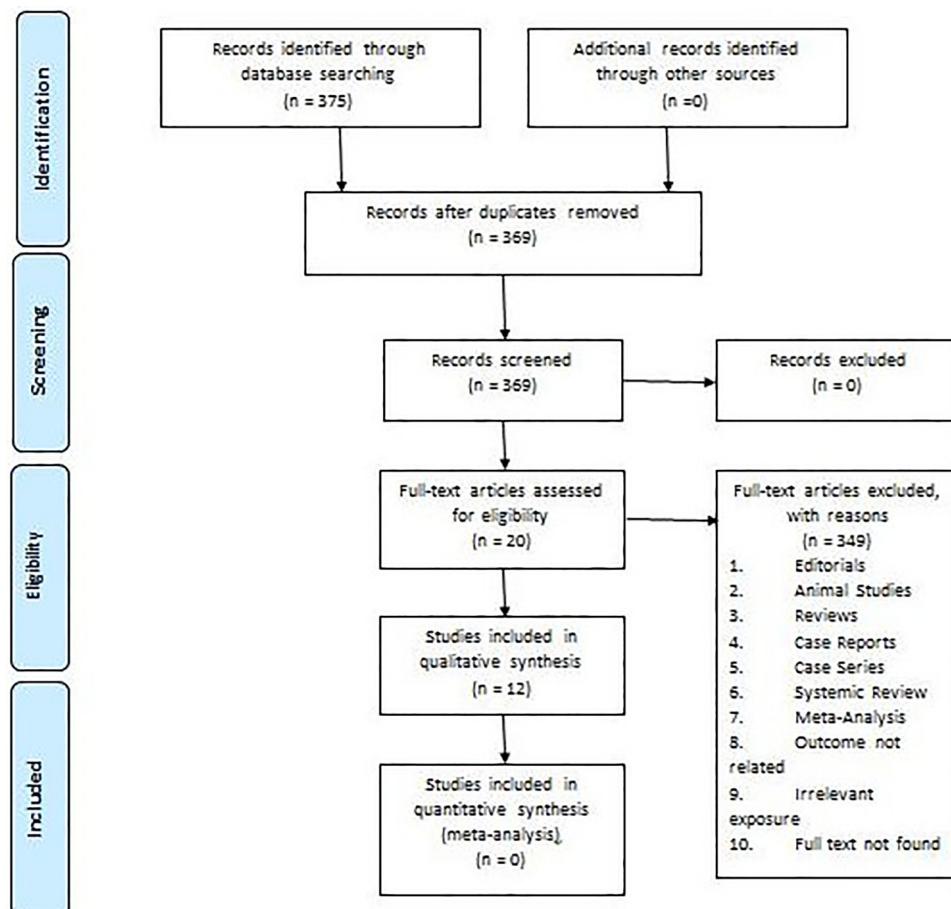 Identification
Records identified through
database searching
(n = 375)
Additional records identified
through other sources
(n =0)
Records after duplicates removed
(n = 369)
Screening
Records screened
(n = 369)
Records excluded
(n = 0)
Eligibility
Full-text articles assessed
for eligibility
(n = 20)
Full-text articles excluded,
with reasons
(n = 349)
1. Editorials
2. Animal Studies
3. Reviews
4. Case Reports
5. Case Series
6. Systemic Review
7. Meta-Analysis
8. Outcome not
related
9. Irrelevant
exposure
10. Full text not found
Studies included in
qualitative synthesis
(n = 12)
Included
Studies included in
quantitative synthesis
(meta-analysis)
(n = 0)